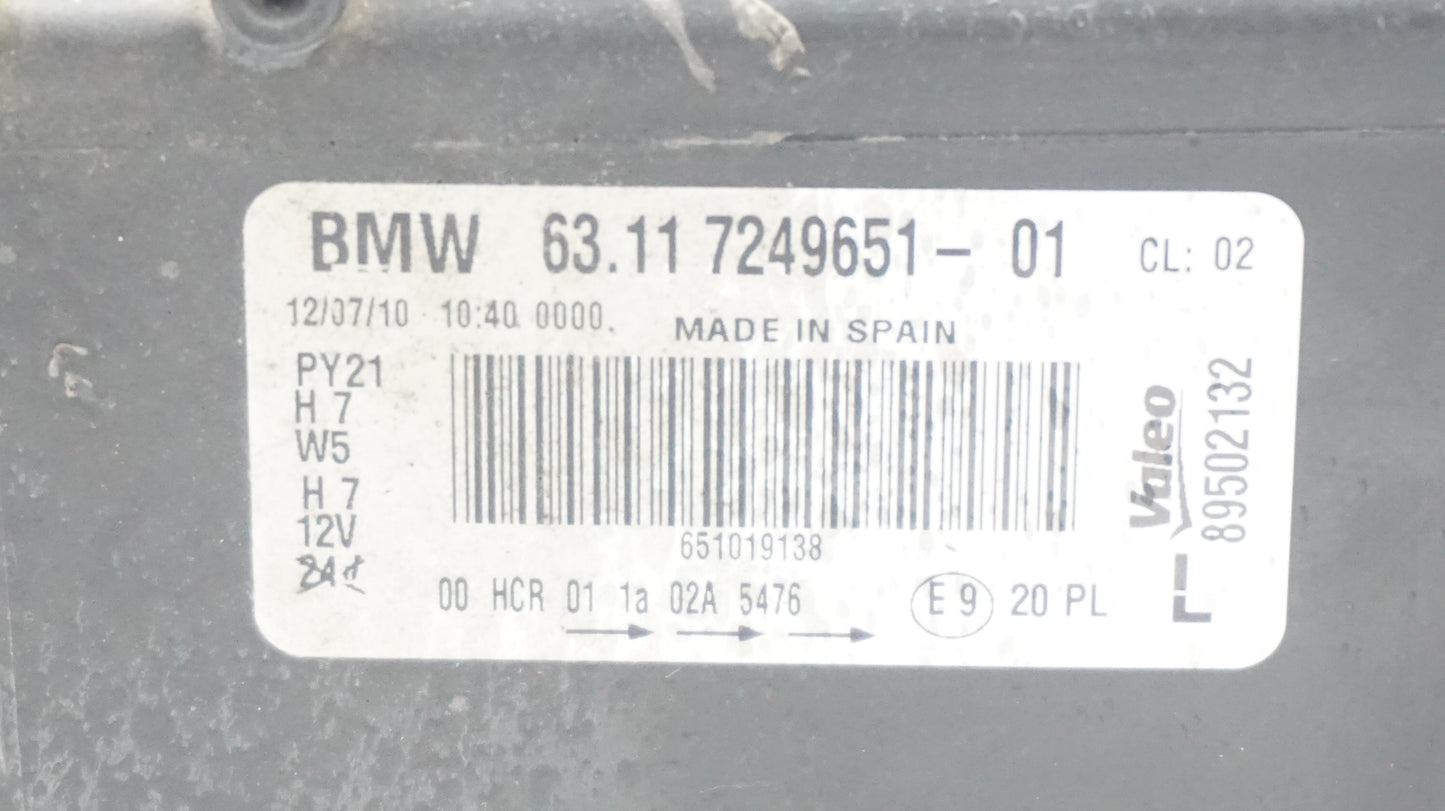 BMW 63.11 7249651- 01 CL: 02
12/07/10 10:40 0000.
MADE IN SPAIN
PY21
H 7
W5
H 7
12V
651019138
00 HCR 01 1a 02A 5476
E 9 20 PL
Valeo
89502132
L